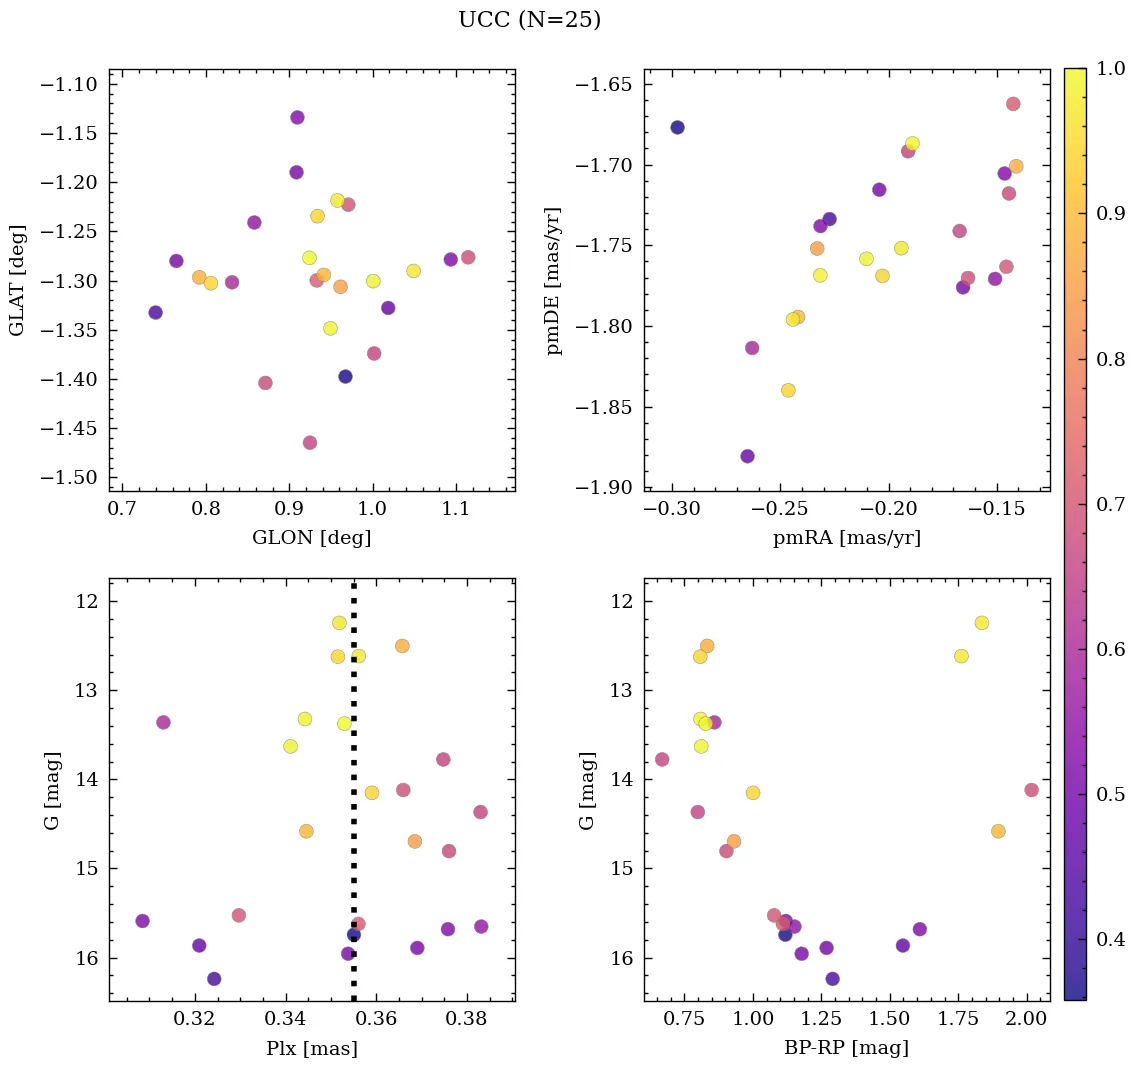 UCC (N=25)
−1.10
−1.15
−1.20
−1.25
−1.30
−1.35
−1.40
−1.45
−1.50
GLAT [deg]
0.7 0.8 0.9 1.0 1.1
GLON [deg]
−1.65
−1.70
−1.75
−1.80
−1.85
−1.90
pmDE [mas/yr]
−0.30 −0.25 −0.20 −0.15
pmRA [mas/yr]
12
13
14
15
16
G [mag]
0.32 0.34 0.36 0.38
Plx [mas]
12
13
14
15
16
G [mag]
0.75 1.00 1.25 1.50 1.75 2.00
BP-RP [mag]
1.0
0.9
0.8
0.7
0.6
0.5
0.4